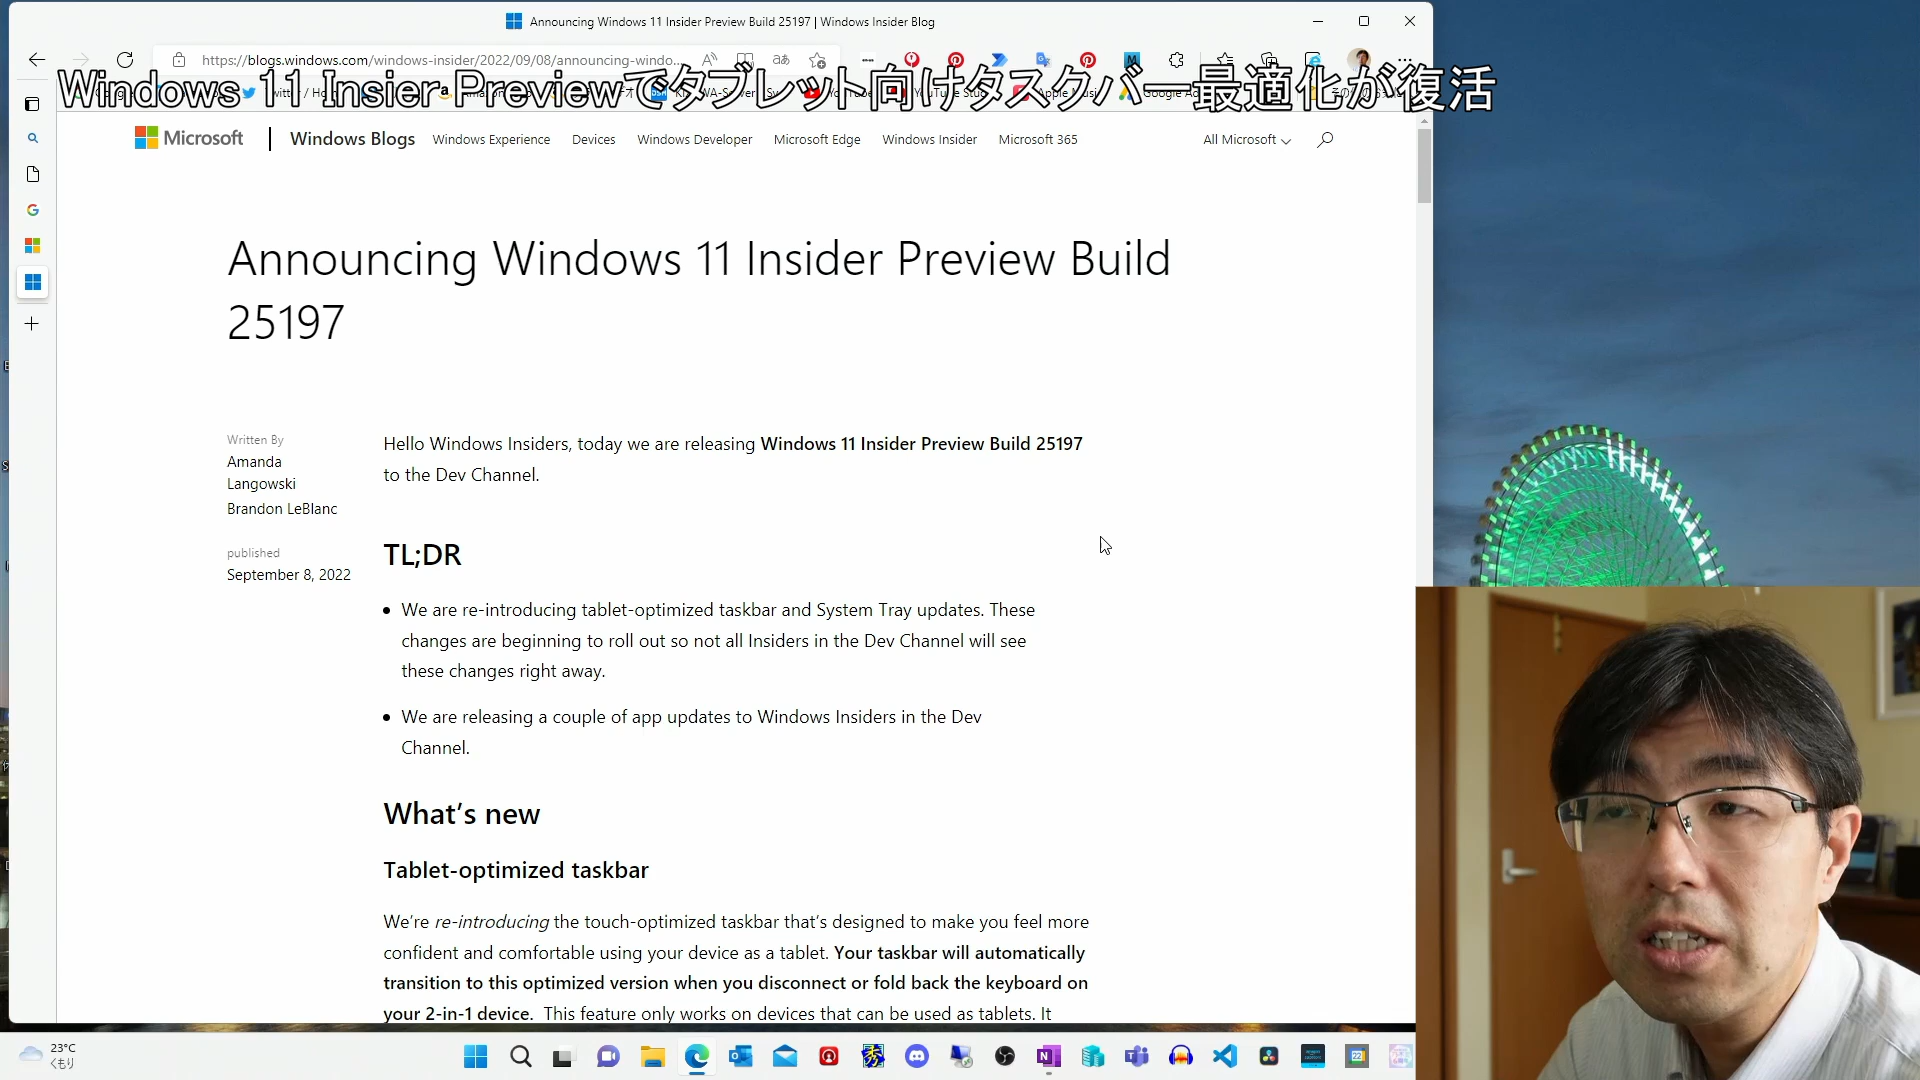 Announcing Windows 11 Insider Preview Build 25197 | Windows Insider Blog
https://blogs.windows.com/windows-insider/2022/09/08/announcing-windo...
Windows 11 Insier Previewでタブレット向けタスクバー最適化が復活
Microsoft
Windows Blogs
Windows Experience
Devices
Windows Developer
Microsoft Edge
Windows Insider
Microsoft 365
All Microsoft
Announcing Windows 11 Insider Preview Build
25197
Written By
Amanda
Langowski
Brandon LeBlanc
published
September 8, 2022
Hello Windows Insiders, today we are releasing Windows 11 Insider Preview Build 25197
to the Dev Channel.
TL;DR
We are re-introducing tablet-optimized taskbar and System Tray updates. These
changes are beginning to roll out so not all Insiders in the Dev Channel will see
these changes right away.
We are releasing a couple of app updates to Windows Insiders in the Dev
Channel.
What's new
Tablet-optimized taskbar
We're re-introducing the touch-optimized taskbar that's designed to make you feel more
confident and comfortable using your device as a tablet. Your taskbar will automatically
transition to this optimized version when you disconnect or fold back the keyboard on
your 2-in-1 device. This feature only works on devices that can be used as tablets. It
23°C
くもり